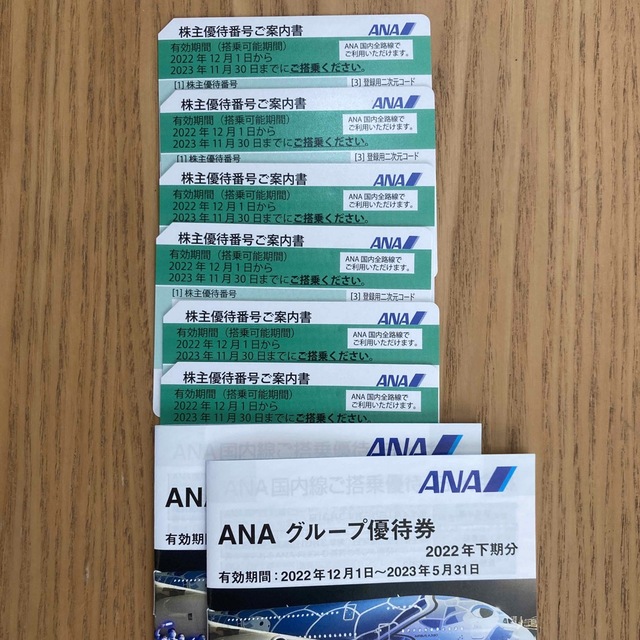 株主優待番号ご案内書
ANA
有効期間（搭乗可能期間）
2022年12月1日から
2023年11月30日までにご搭乗ください。
ANA国内全路線で
ご利用いただけます。
[1] 株主優待番号
[3] 登録用二次元コード
株主優待番号ご案内書
ANA
有効期間（搭乗可能期間）
2022年12月1日から
2023年11月30日までにご搭乗ください。
ANA国内全路線で
ご利用いただけます。
[1] 株主優待番号
[3] 登録用二次元コード
株主優待番号ご案内書
ANA
有効期間（搭乗可能期間）
2022年12月1日から
2023年11月30日までにご搭乗ください。
ANA国内全路線で
ご利用いただけます。
株主優待番号ご案内書
ANA
有効期間（搭乗可能期間）
2022年12月1日から
2023年11月30日までにご搭乗ください。
ANA国内全路線で
ご利用いただけます。
[1] 株主優待番号
[3] 登録用二次元コード
株主優待番号ご案内書
ANA
有効期間（搭乗可能期間）
2022年12月1日から
2023年11月30日までにご搭乗ください。
ANA国内全路線で
ご利用いただけます。
株主優待番号ご案内書
ANA
有効期間（搭乗可能期間）
2022年12月1日から
2023年11月30日までにご搭乗ください。
ANA国内全路線で
ご利用いただけます。
ANA
有効期
ANA
ANA グループ優待券
2022年下期分
有効期間：2022年12月1日～2023年5月31日